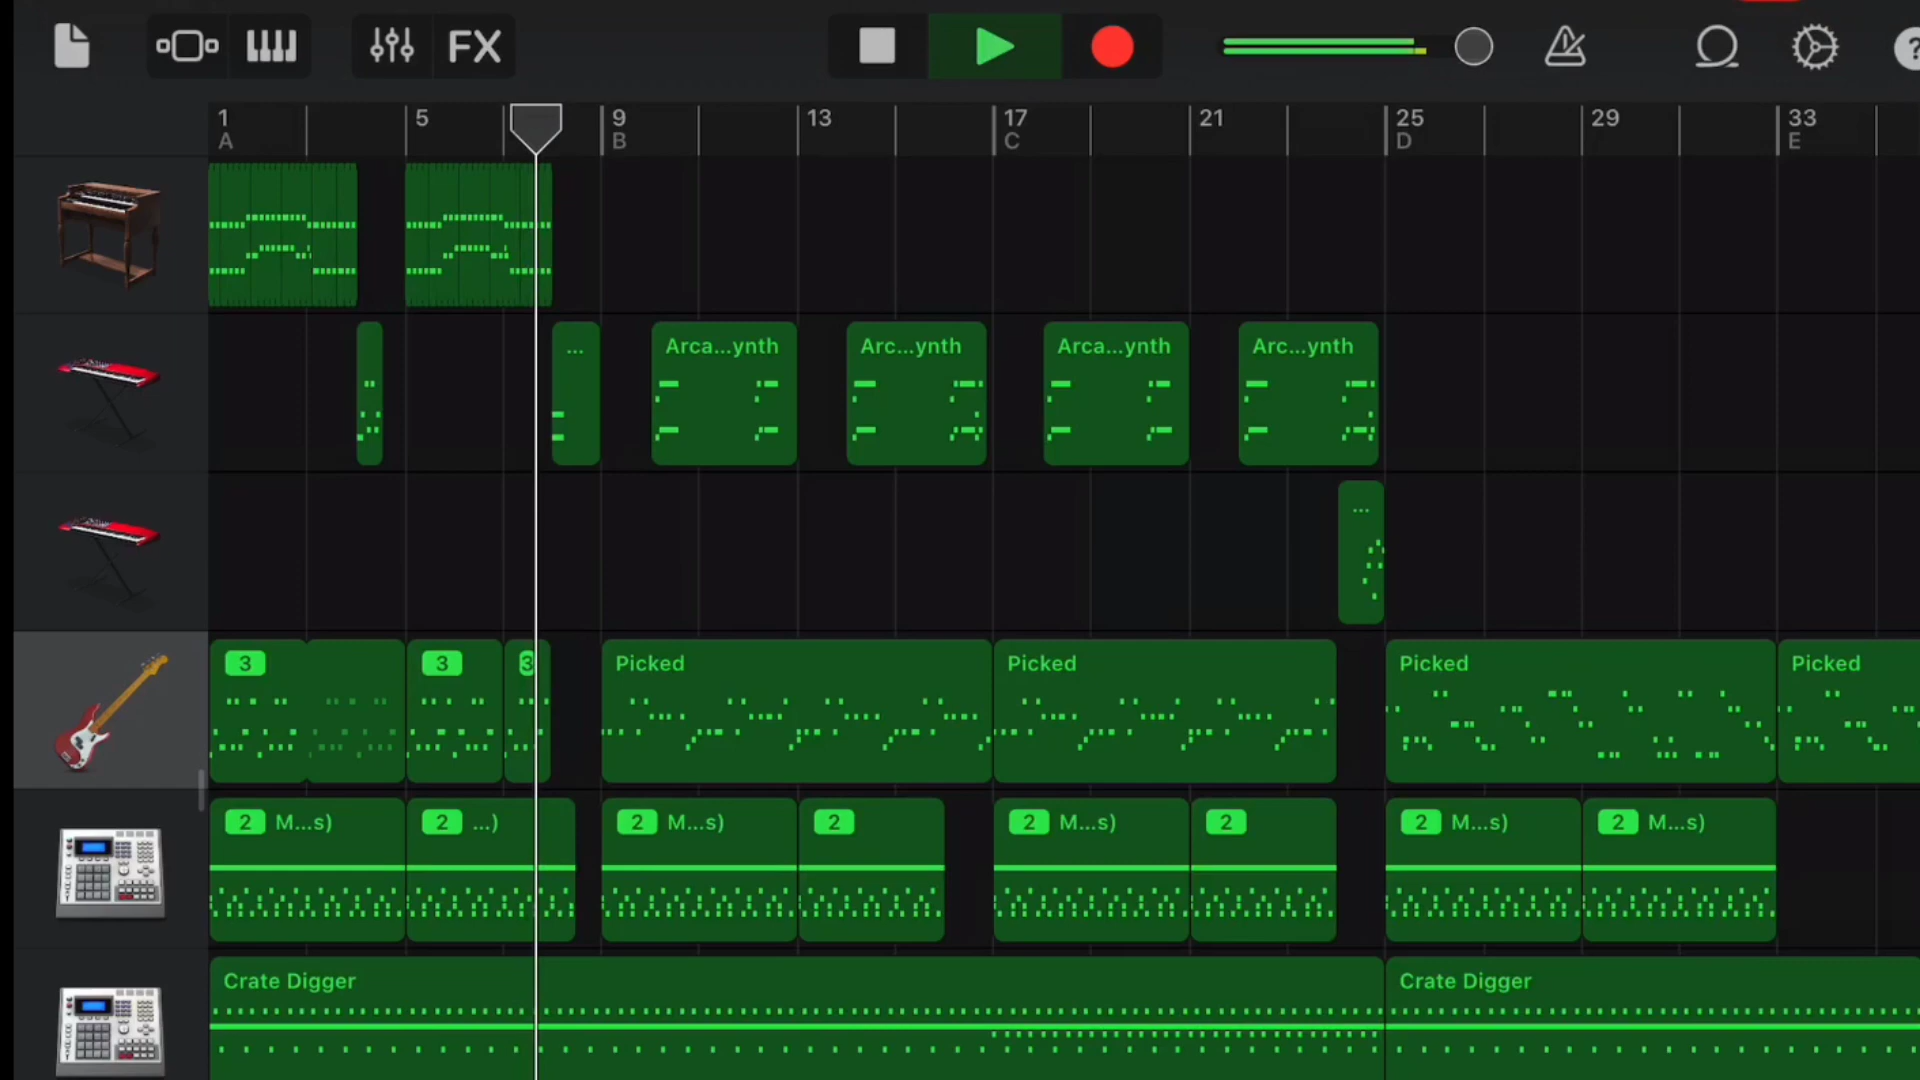 FX
?
1 5 9 13 17 21 25 29 33
A B C D E
... Arca...ynth Arc...ynth Arca...ynth Arc...ynth
...
3 3 3 Picked Picked Picked Picked
2 M...s) 2 ...) 2 M...s) 2 2 M...s) 2 2 M...s) 2 M...s)
Crate Digger Crate Digger